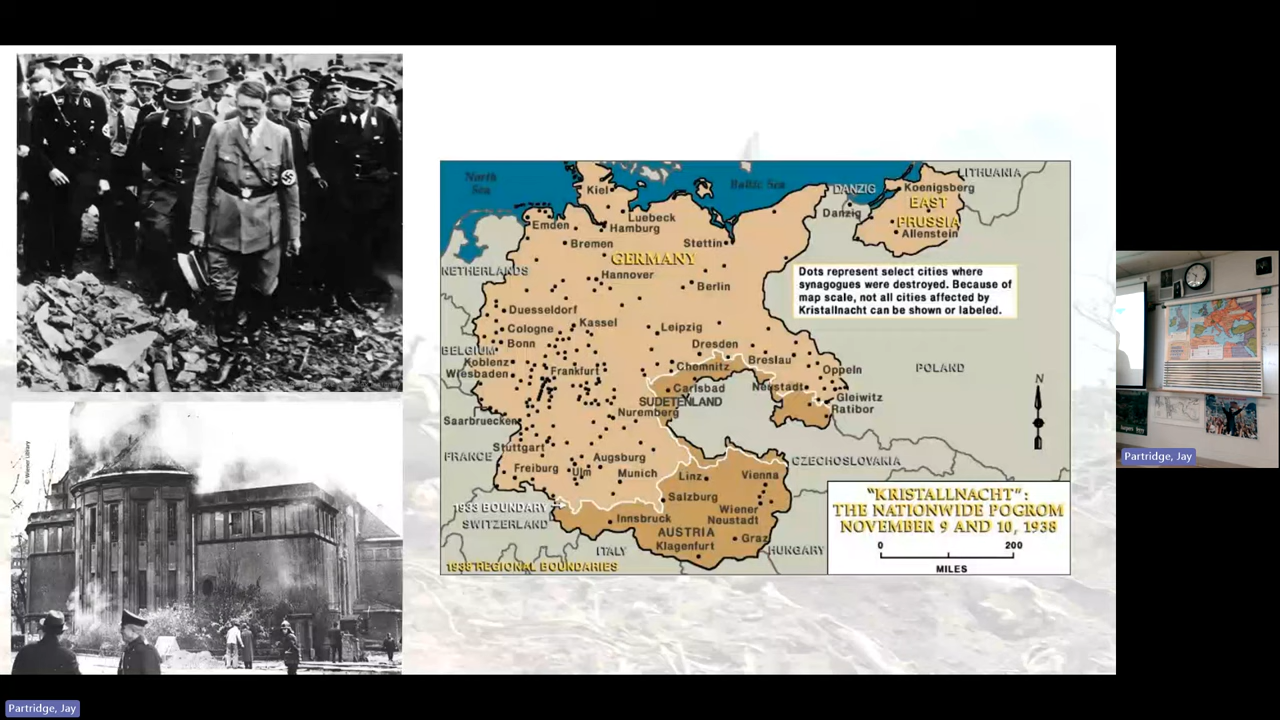 © Wiener Library
North
Sea
Baltic Sea
LITHUANIA
DANZIG
Koenigsberg
Kiel
EAST
PRUSSIA
Danzig
Luebeck
Emden
Hamburg
Allenstein
Bremen
Stettin
GERMANY
NETHERLANDS
Hannover
Berlin
Dots represent select cities where
synagogues were destroyed. Because of
map scale, not all cities affected by
Kristallnacht can be shown or labeled.
Duesseldorf
Cologne
Kassel
Leipzig
Bonn
Dresden
BELGIUM
Koblenz
Wiesbaden
Frankfurt
Chemnitz
Breslau
Oppeln
POLAND
N
Carlsbad
Neustadt
SUDETENLAND
Gleiwitz
Ratibor
Nuremberg
Saarbruecken
Stuttgart
FRANCE
Freiburg
Ulm
Augsburg
Munich
Linz
Vienna
CZECHOSLOVAKIA
Salzburg
1933 BOUNDARY
SWITZERLAND
Innsbruck
Wiener
Neustadt
AUSTRIA
Graz
Klagenfurt
ITALY
HUNGARY
1938 REGIONAL BOUNDARIES
"KRISTALLNACHT":
THE NATIONWIDE POGROM
NOVEMBER 9 AND 10, 1938
0 200
MILES
Partridge, Jay
Partridge, Jay